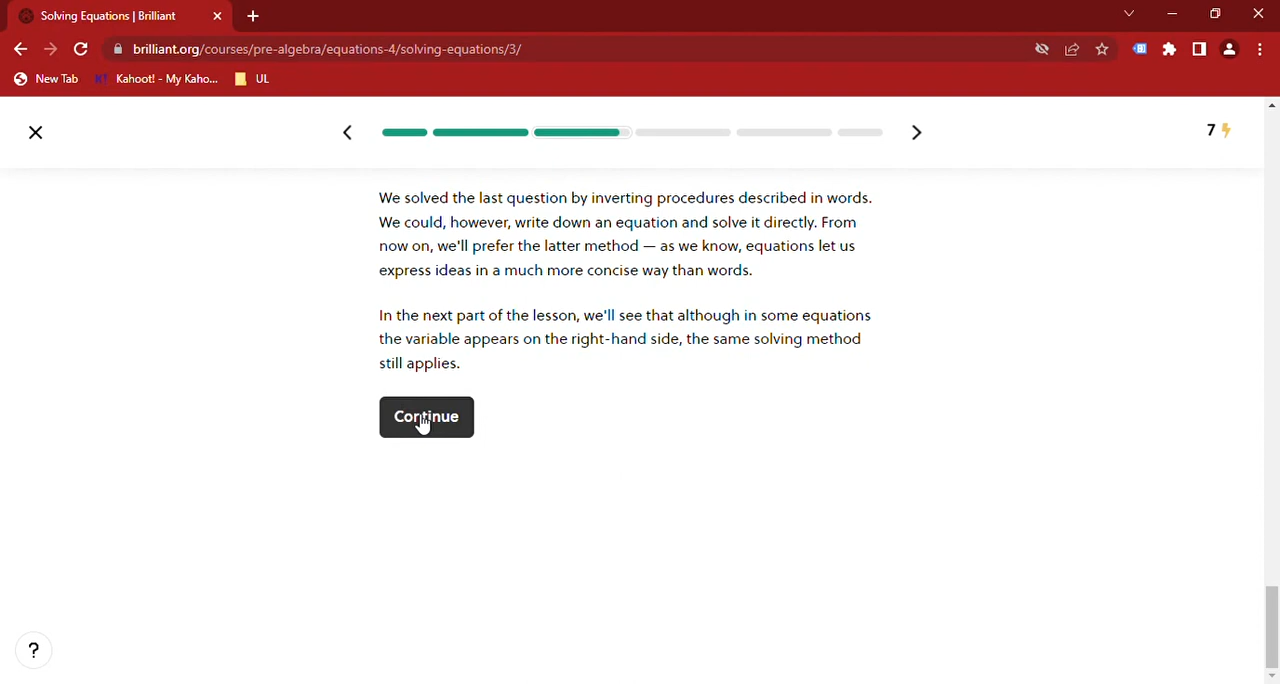 Solving Equations | Brilliant
brilliant.org/courses/pre-algebra/equations-4/solving-equations/3/
New Tab
K! Kahoot! - My Kaho...
UL
7
We solved the last question by inverting procedures described in words.
We could, however, write down an equation and solve it directly. From
now on, we'll prefer the latter method — as we know, equations let us
express ideas in a much more concise way than words.
In the next part of the lesson, we'll see that although in some equations
the variable appears on the right-hand side, the same solving method
still applies.
Continue
?